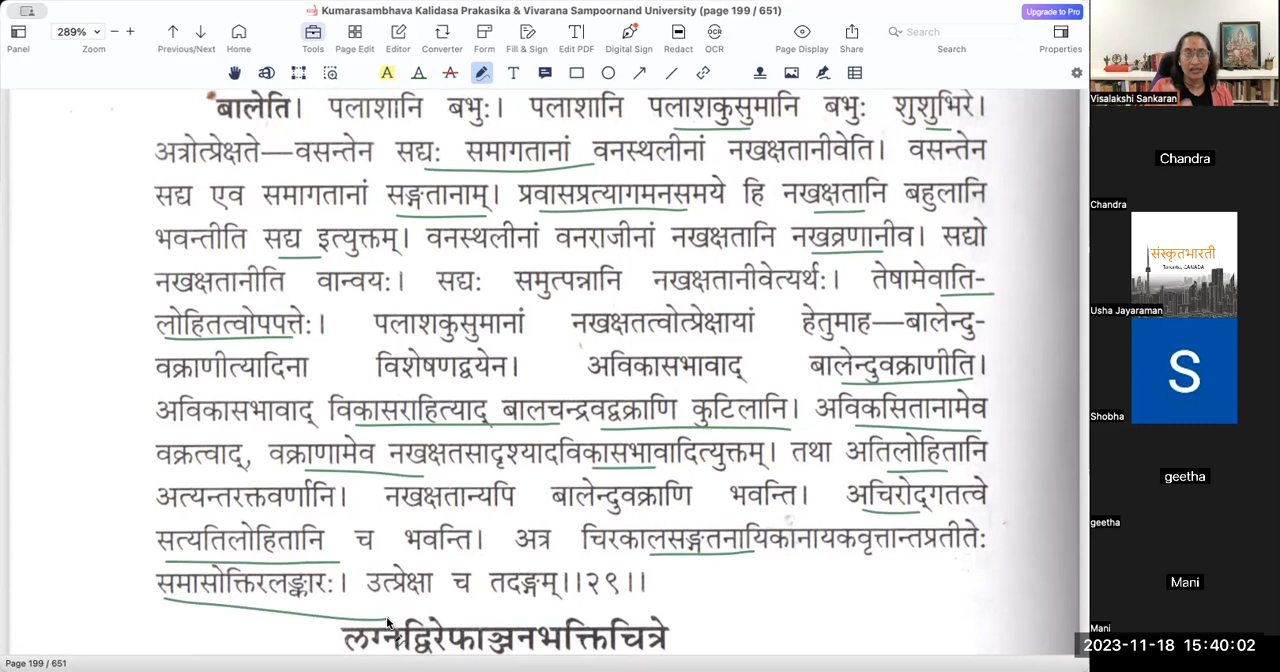 Kumarasambhava Kalidasa Prakasika & Vivarana Sampoornand University (page 199 / 651)
Upgrade to Pro
Panel
289%
Zoom
Previous/Next
Home
Tools
Page Edit
Editor
Converter
Form
Fill & Sign
Edit PDF
Digital Sign
Redact
OCR
Page Display
Share
Search
Search
Properties
बालेति। पलाशानि बभुः। पलाशानि पलाशकुसुमानि बभुः शुशुभिरे।
अत्रोत्प्रेक्षते—वसन्तेन सद्यः समागतानां वनस्थलीनां नखक्षतानीवेति। वसन्तेन
सद्य एव समागतानां सङ्गतानाम्। प्रवासप्रत्यागमनसमये हि नखक्षतानि बहुलानि
भवन्तीति सद्य इत्युक्तम्। वनस्थलीनां वनराजीनां नखक्षतानि नखव्रणानीव। सद्यो
नखक्षतानीति वान्वयः। सद्यः समुत्पन्नानि नखक्षतानीवेत्यर्थः। तेषामेवाति-
लोहितत्वोपपत्तेः। पलाशकुसुमानां नखक्षतत्वोत्प्रेक्षायां हेतुमाह—बालेन्दु-
वक्राणीत्यादिना विशेषणद्वयेन। अविकासभावाद् बालेन्दुवक्राणीति।
अविकासभावाद् विकासराहित्याद् बालचन्द्रवद्वक्राणि कुटिलानि। अविकसितानामेव
वक्रत्वाद्, वक्राणामेव नखक्षतसादृश्यादविकासभावादित्युक्तम्। तथा अतिलोहितानि
अत्यन्तरक्तवर्णानि। नखक्षतान्यपि बालेन्दुवक्राणि भवन्ति। अचिरोद्गतत्वे
सत्यतिलोहितानि च भवन्ति। अत्र चिरकालसङ्गतनायिकानायकवृत्तान्तप्रतीतेः
समासोक्तिरलङ्कारः। उत्प्रेक्षा च तदङ्गम्।।२९।।
लग्नद्विरेफाञ्जनभक्तिचित्रे
Page 199 / 651
Visalakshi Sankaran
Chandra
Chandra
संस्कृतभारती
Toronto, CANADA
Usha Jayaraman
S
Shobha
geetha
geetha
Mani
Mani
2023-11-18 15:40:02